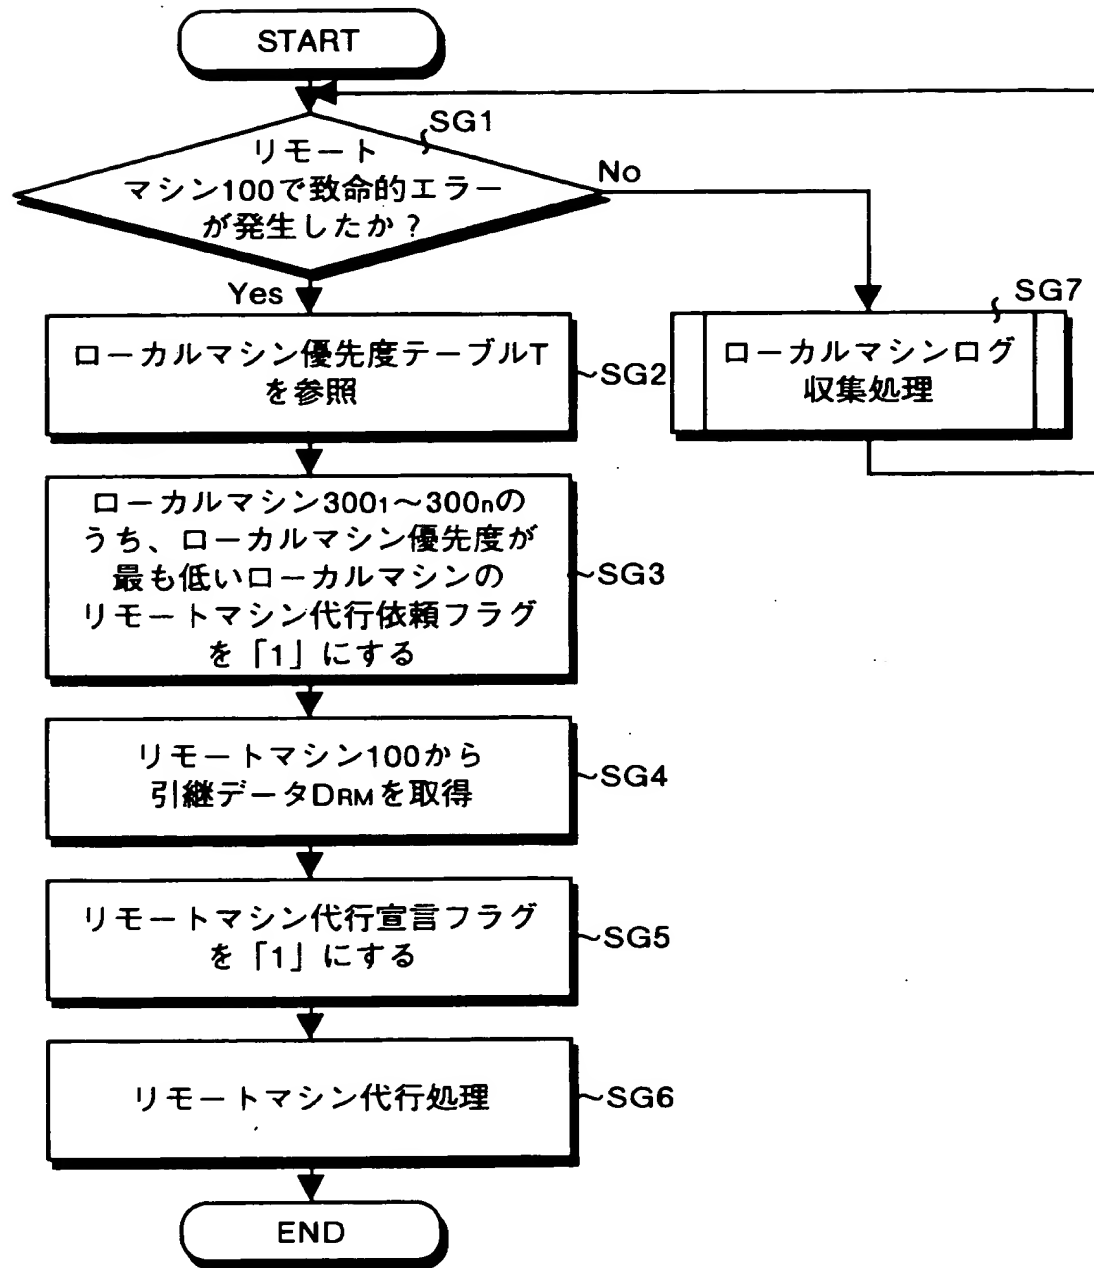 START
SG1
リモート
マシン100で致命的エラー
が発生したか？
No
Yes
SG7
ローカルマシン優先度テーブルT
を参照
SG2
ローカルマシンログ
収集処理
ローカルマシン300₁～300nの
うち、ローカルマシン優先度が
最も低いローカルマシンの
リモートマシン代行依頼フラグ
を「1」にする
SG3
リモートマシン100から
引継データDRMを取得
SG4
リモートマシン代行宣言フラグ
を「1」にする
SG5
リモートマシン代行処理
SG6
END